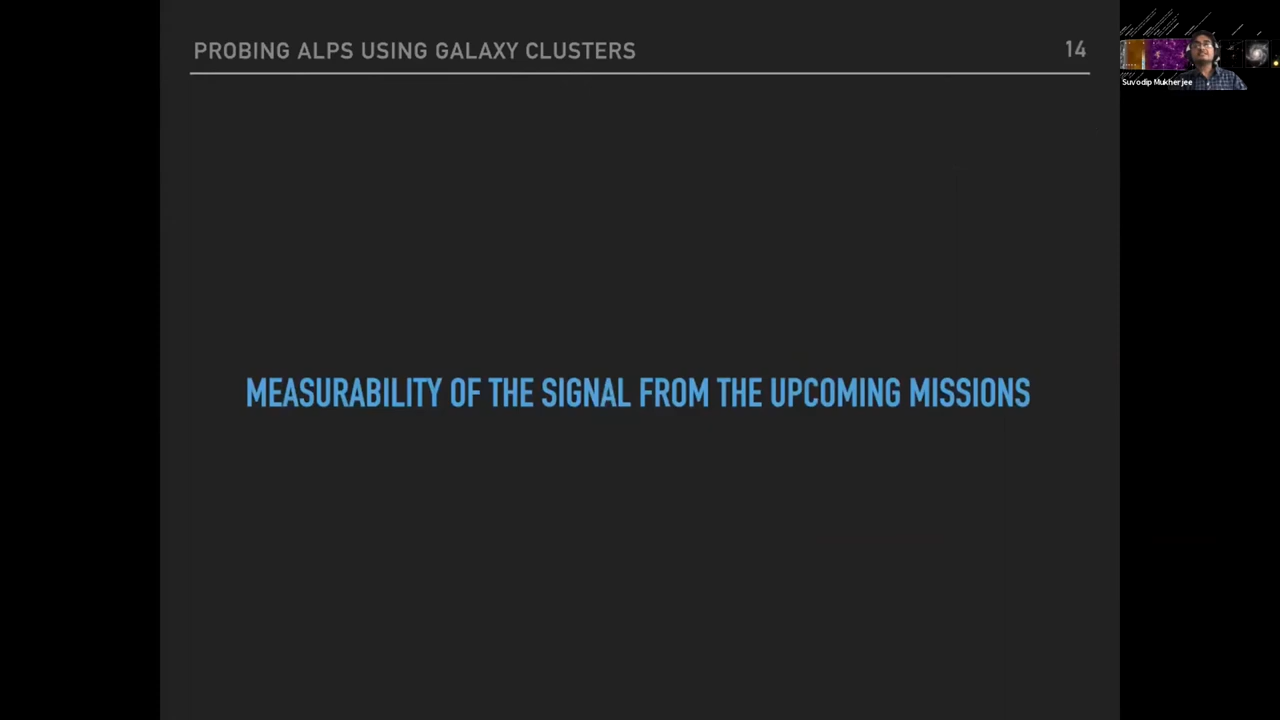 PROBING ALPS USING GALAXY CLUSTERS
14
Suvodip Mukherjee
MEASURABILITY OF THE SIGNAL FROM THE UPCOMING MISSIONS